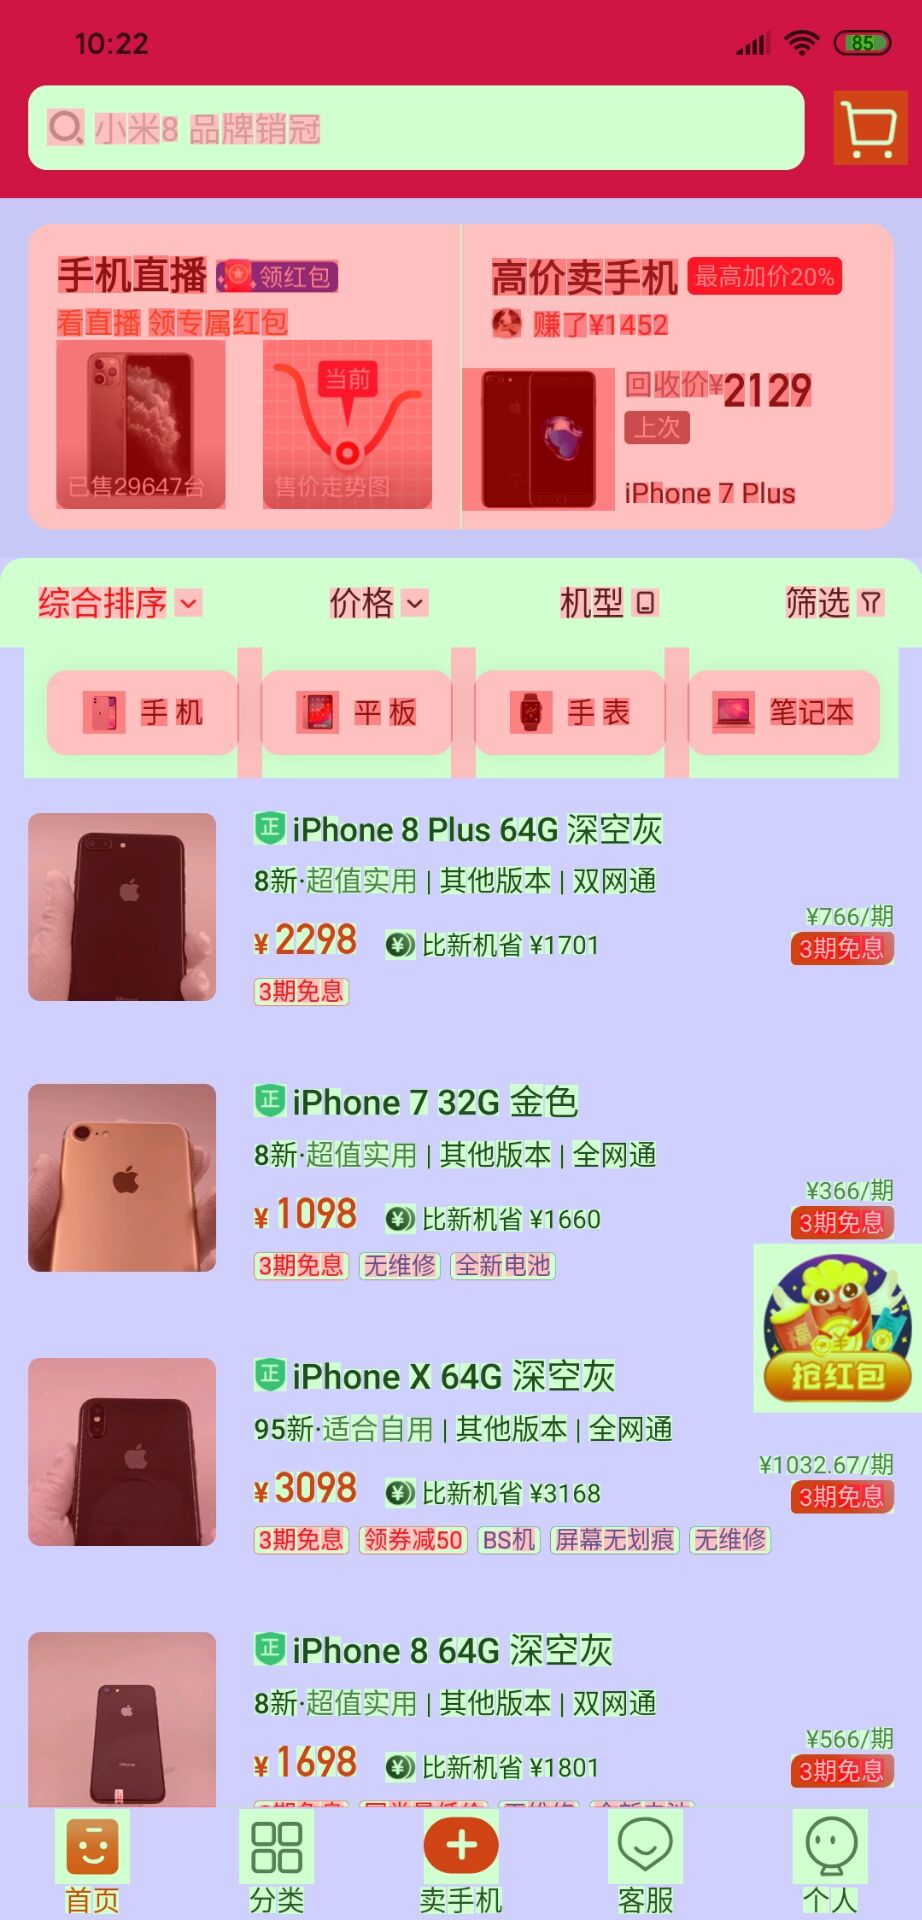 10:22
85
小米8 品牌销冠
手机直播 领红包
看直播 领专属红包
已售29647台
当前
售价走势图
高价卖手机 最高加价20%
赚了¥1452
回收价¥2129
上次
iPhone 7 Plus
综合排序 价格 机型 筛选
手机 平板 手表 笔记本
正 iPhone 8 Plus 64G 深空灰
8新·超值实用 | 其他版本 | 双网通
¥766/期
¥2298 比新机省 ¥1701
3期免息
3期免息
正 iPhone 7 32G 金色
8新·超值实用 | 其他版本 | 全网通
¥366/期
¥1098 比新机省 ¥1660
3期免息
3期免息 无维修 全新电池
福
抢红包
正 iPhone X 64G 深空灰
95新·适合自用 | 其他版本 | 全网通
¥1032.67/期
¥3098 比新机省 ¥3168
3期免息
3期免息 领券减50 BS机 屏幕无划痕 无维修
正 iPhone 8 64G 深空灰
8新·超值实用 | 其他版本 | 双网通
¥566/期
¥1698 比新机省 ¥1801
3期免息
首页 分类 卖手机 客服 个人